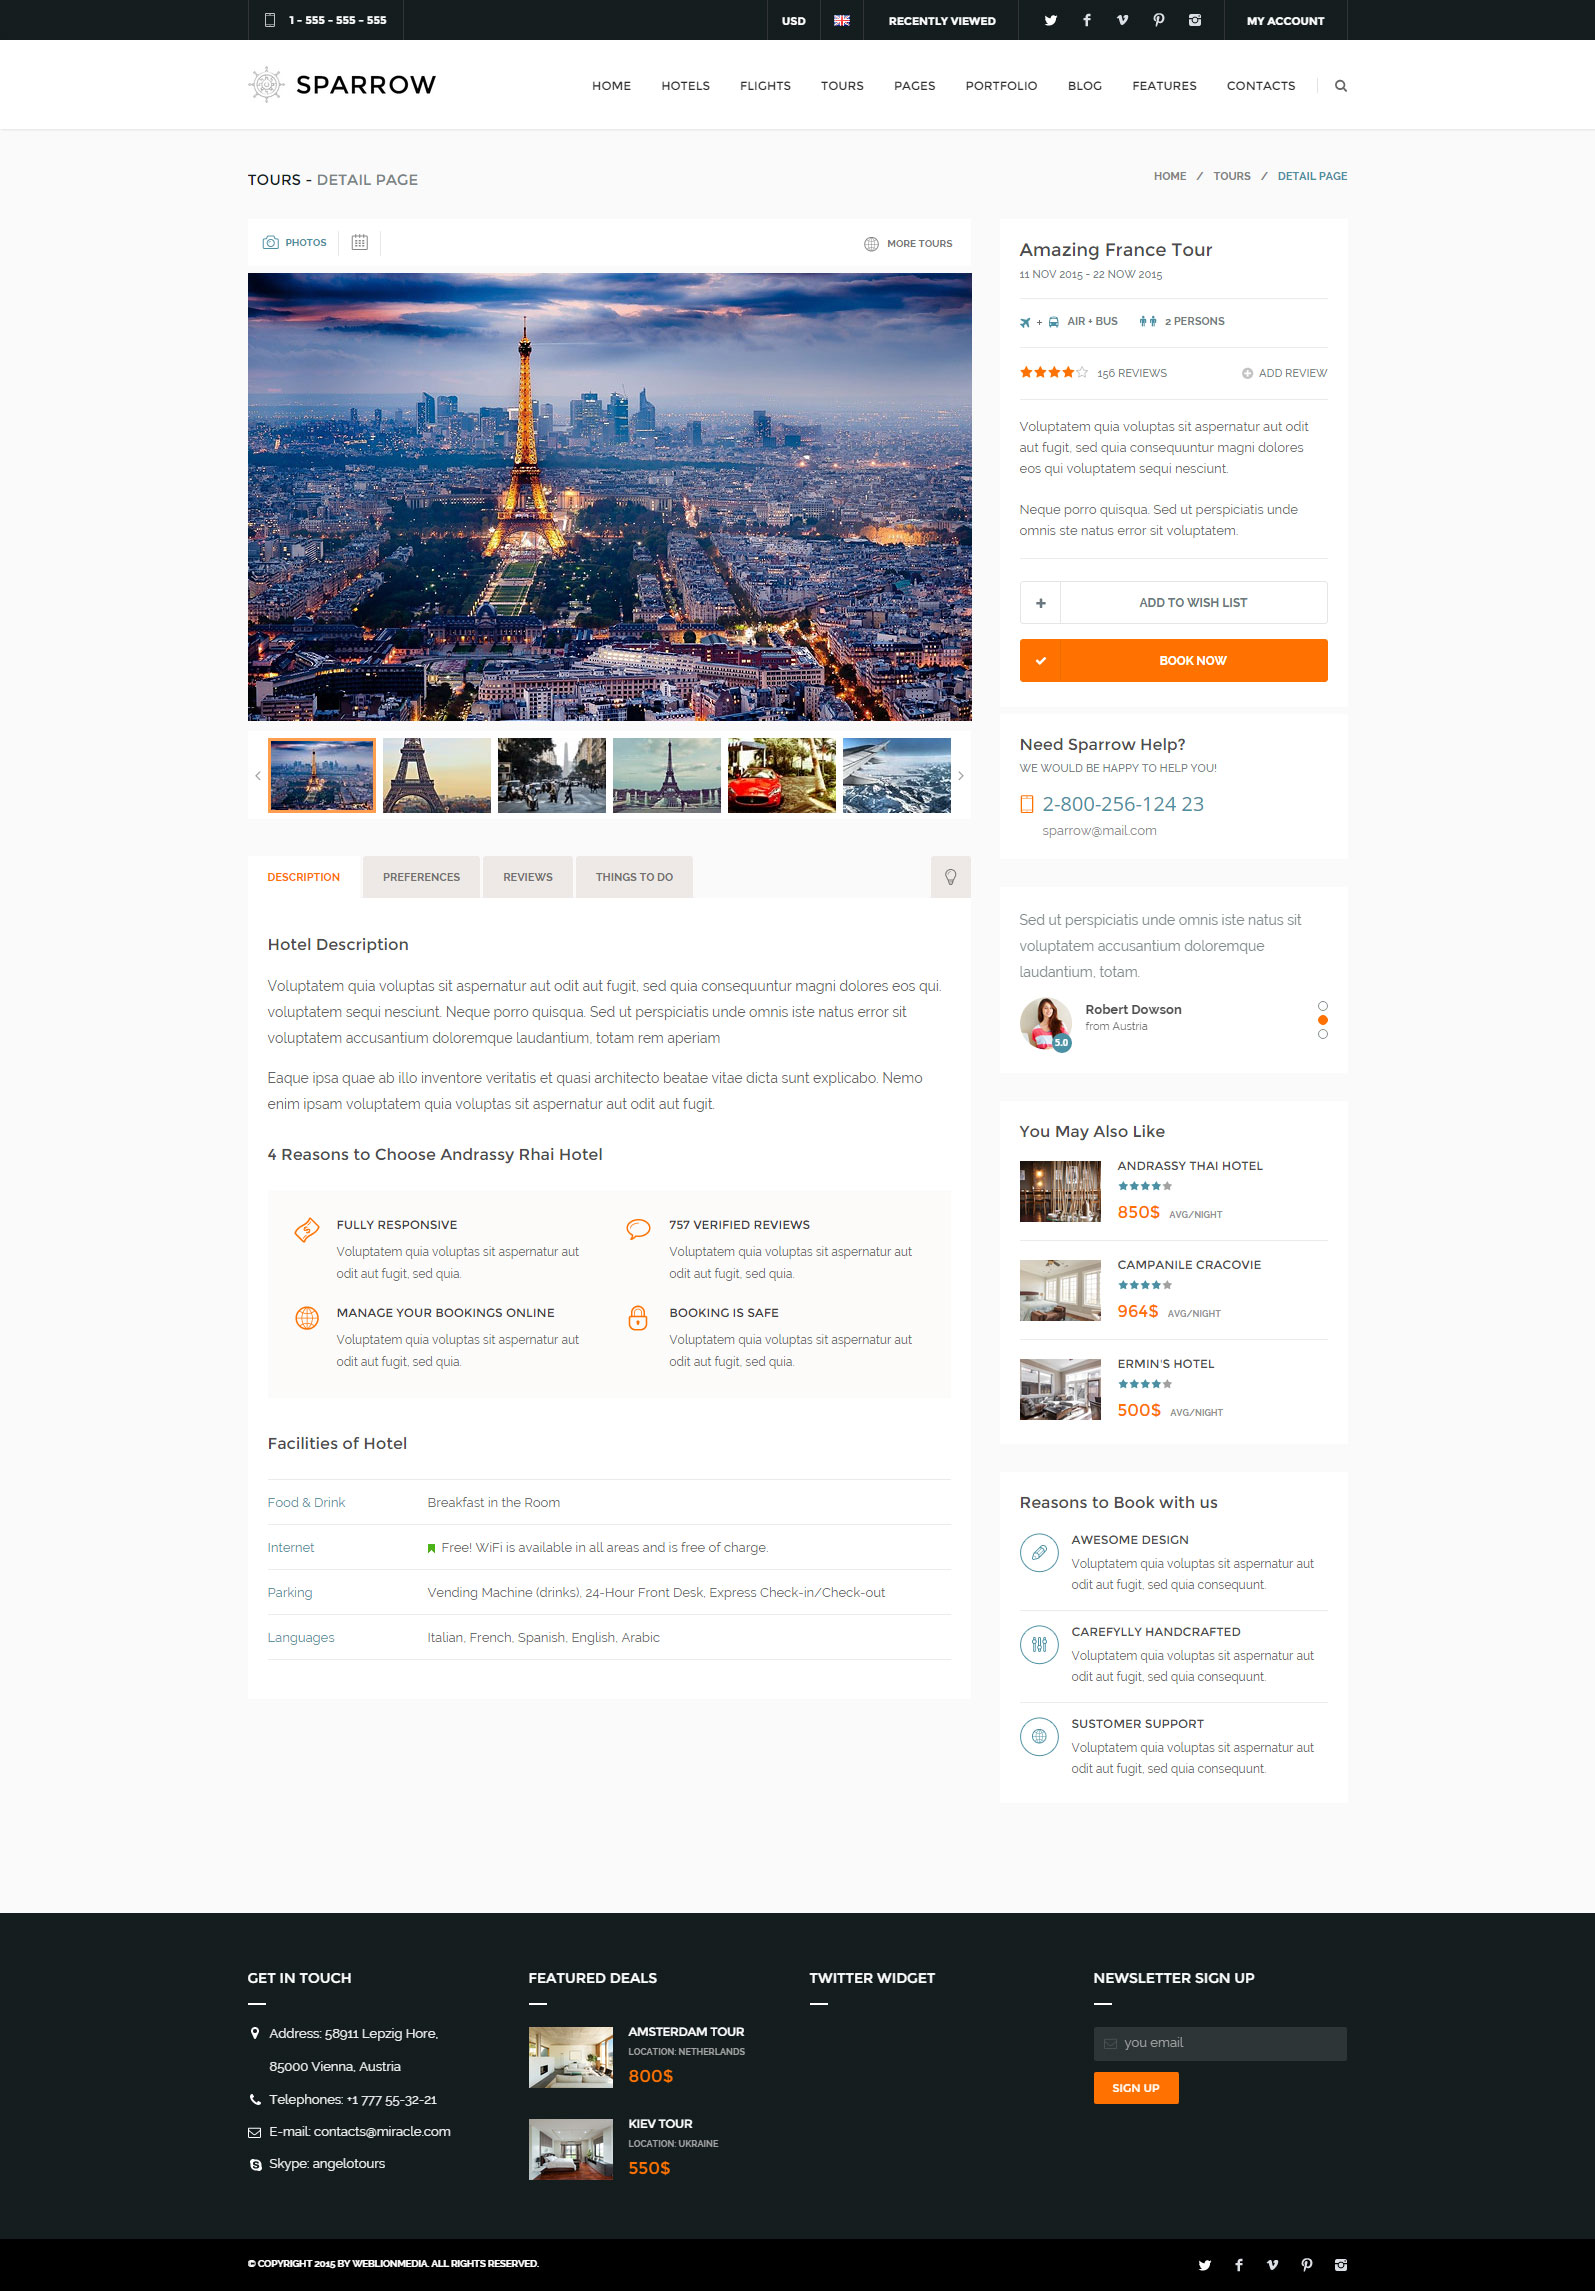 1 - 555 - 555 - 555
USD
RECENTLY VIEWED
MY ACCOUNT
SPARROW
HOME
HOTELS
FLIGHTS
TOURS
PAGES
PORTFOLIO
BLOG
FEATURES
CONTACTS
TOURS - DETAIL PAGE
HOME / TOURS / DETAIL PAGE
PHOTOS
MORE TOURS
Amazing France Tour
11 NOV 2015 - 22 NOW 2015
+ AIR + BUS
2 PERSONS
156 REVIEWS
ADD REVIEW
Voluptatem quia voluptas sit aspernatur aut odit
aut fugit, sed quia consequuntur magni dolores
eos qui voluptatem sequi nesciunt.
Neque porro quisqua. Sed ut perspiciatis unde
omnis ste natus error sit voluptatem.
ADD TO WISH LIST
BOOK NOW
Need Sparrow Help?
WE WOULD BE HAPPY TO HELP YOU!
2-800-256-124 23
sparrow@mail.com
DESCRIPTION
PREFERENCES
REVIEWS
THINGS TO DO
Hotel Description
Voluptatem quia voluptas sit aspernatur aut odit aut fugit, sed quia consequuntur magni dolores eos qui.
voluptatem sequi nesciunt. Neque porro quisqua. Sed ut perspiciatis unde omnis iste natus error sit
voluptatem accusantium doloremque laudantium, totam rem aperiam
Eaque ipsa quae ab illo inventore veritatis et quasi architecto beatae vitae dicta sunt explicabo. Nemo
enim ipsam voluptatem quia voluptas sit aspernatur aut odit aut fugit.
4 Reasons to Choose Andrassy Rhai Hotel
FULLY RESPONSIVE
Voluptatem quia voluptas sit aspernatur aut
odit aut fugit, sed quia.
757 VERIFIED REVIEWS
Voluptatem quia voluptas sit aspernatur aut
odit aut fugit, sed quia.
MANAGE YOUR BOOKINGS ONLINE
Voluptatem quia voluptas sit aspernatur aut
odit aut fugit, sed quia.
BOOKING IS SAFE
Voluptatem quia voluptas sit aspernatur aut
odit aut fugit, sed quia.
Facilities of Hotel
Food & Drink
Breakfast in the Room
Internet
Free! WiFi is available in all areas and is free of charge.
Parking
Vending Machine (drinks), 24-Hour Front Desk, Express Check-in/Check-out
Languages
Italian, French, Spanish, English, Arabic
Sed ut perspiciatis unde omnis iste natus sit
voluptatem accusantium doloremque
laudantium, totam.
Robert Dowson
from Austria
5.0
You May Also Like
ANDRASSY THAI HOTEL
850$ AVG/NIGHT
CAMPANILE CRACOVIE
964$ AVG/NIGHT
ERMIN'S HOTEL
500$ AVG/NIGHT
Reasons to Book with us
AWESOME DESIGN
Voluptatem quia voluptas sit aspernatur aut
odit aut fugit, sed quia consequunt.
CAREFYLLY HANDCRAFTED
Voluptatem quia voluptas sit aspernatur aut
odit aut fugit, sed quia consequunt.
SUSTOMER SUPPORT
Voluptatem quia voluptas sit aspernatur aut
odit aut fugit, sed quia consequunt.
GET IN TOUCH
Address: 58911 Lepzig Hore,
85000 Vienna, Austria
Telephones: +1 777 55-32-21
E-mail: contacts@miracle.com
Skype: angelotours
FEATURED DEALS
AMSTERDAM TOUR
LOCATION: NETHERLANDS
800$
KIEV TOUR
LOCATION: UKRAINE
550$
TWITTER WIDGET
NEWSLETTER SIGN UP
you email
SIGN UP
© COPYRIGHT 2015 BY WEBLIONMEDIA. ALL RIGHTS RESERVED.